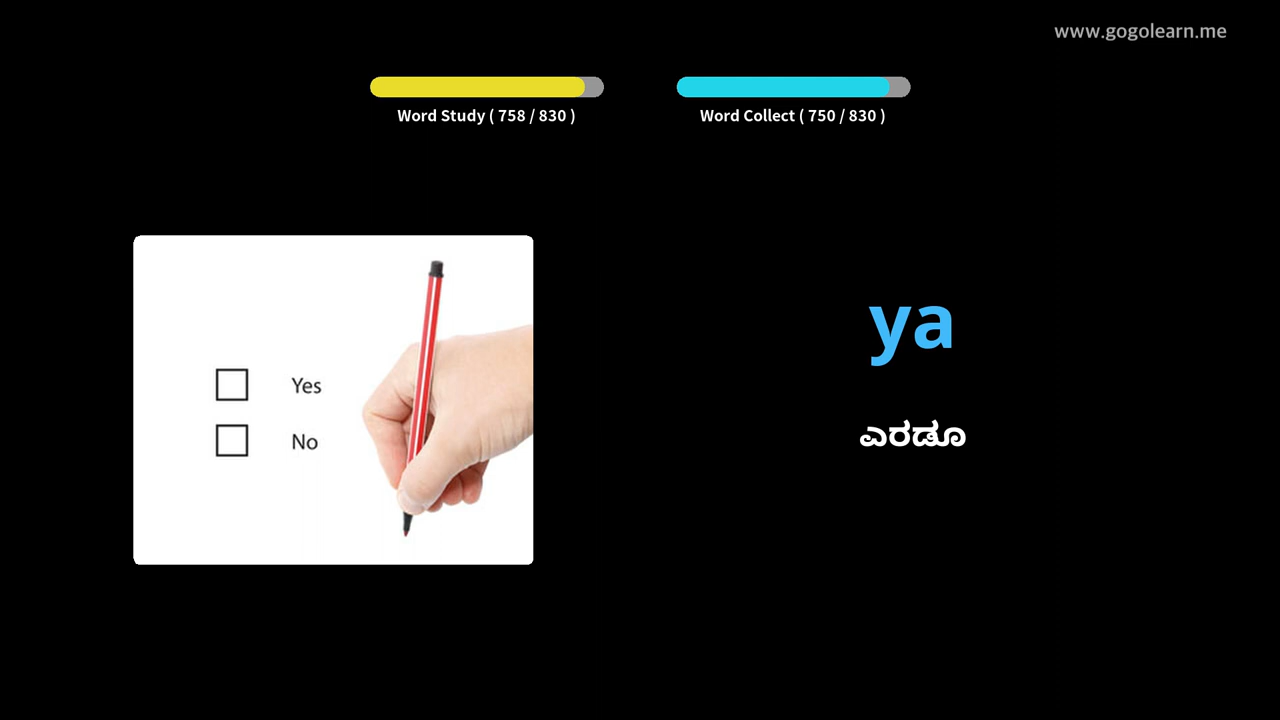 www.gogolearn.me
Word Study ( 758 / 830 )
Word Collect ( 750 / 830 )
Yes
No
ya
ಎರಡೂ